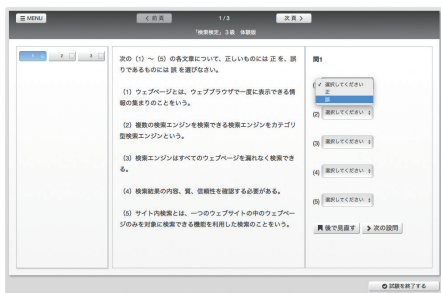 ☰ MENU
< 前 頁
1 / 3
次 頁 >
「検索検定」3級 体験版
1
2
3
次の（1）～（5）の各文章について、正しいものには 正 を、誤
りであるものには 誤 を選びなさい。
（1）ウェブページとは、ウェブブラウザで一度に表示できる情
報の集まりのことをいう。
（2）複数の検索エンジンを検索できる検索エンジンをカテゴリ
型検索エンジンという。
（3）検索エンジンはすべてのウェブページを漏れなく検索でき
る。
（4）検索結果の内容、質、信頼性を確認する必要がある。
（5）サイト内検索とは、一つのウェブサイトの中のウェブペー
ジのみを対象に検索できる機能を利用した検索のことをいう。
問1
✓ 選択してください
正
誤
(2) 選択してください
(3) 選択してください
(4) 選択してください
(5) 選択してください
後で見直す
> 次の設問
試験を終了する